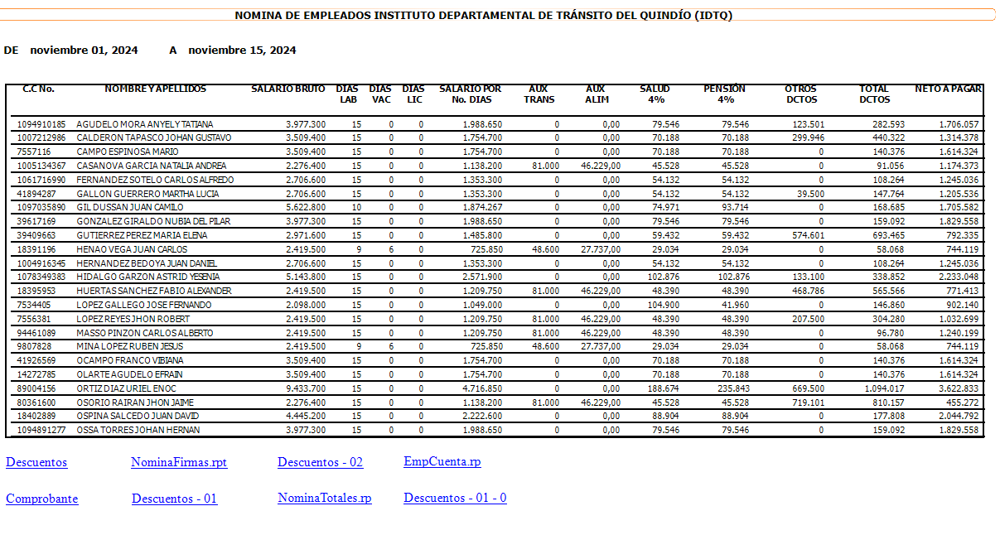 NOMINA DE EMPLEADOS INSTITUTO DEPARTAMENTAL DE TRÁNSITO DEL QUINDÍO (IDTQ)
DE noviembre 01, 2024 A noviembre 15, 2024
C.C No. NOMBRE Y APELLIDOS SALARIO BRUTO DIAS LAB DIAS VAC DIAS LIC SALARIO POR No. DIAS AUX TRANS AUX ALIM SALUD 4% PENSIÓN 4% OTROS DCTOS TOTAL DCTOS NETO A PAGAR
1094910185 AGUDELO MORA ANYELY TATIANA 3.977.300 15 0 0 1.988.650 0 0,00 79.546 79.546 123.501 282.593 1.706.057
1007212986 CALDERON TAPASCO JOHAN GUSTAVO 3.509.400 15 0 0 1.754.700 0 0,00 70.188 70.188 299.946 440.322 1.314.378
7557116 CAMPO ESPINOSA MARIO 3.509.400 15 0 0 1.754.700 0 0,00 70.188 70.188 0 140.376 1.614.324
1005134367 CASANOVA GARCIA NATALIA ANDREA 2.276.400 15 0 0 1.138.200 81.000 46.229,00 45.528 45.528 0 91.056 1.174.373
1061716990 FERNANDEZ SOTELO CARLOS ALFREDO 2.706.600 15 0 0 1.353.300 0 0,00 54.132 54.132 0 108.264 1.245.036
41894287 GALLON GUERRERO MARTHA LUCIA 2.706.600 15 0 0 1.353.300 0 0,00 54.132 54.132 39.500 147.764 1.205.536
1097035890 GIL DUSSAN JUAN CAMILO 5.622.800 10 0 0 1.874.267 0 0,00 74.971 93.714 0 168.685 1.705.582
39617169 GONZALEZ GIRALDO NUBIA DEL PILAR 3.977.300 15 0 0 1.988.650 0 0,00 79.546 79.546 0 159.092 1.829.558
39409663 GUTIERREZ PEREZ MARIA ELENA 2.971.600 15 0 0 1.485.800 0 0,00 59.432 59.432 574.601 693.465 792.335
18391196 HENAO VEGA JUAN CARLOS 2.419.500 9 6 0 725.850 48.600 27.737,00 29.034 29.034 0 58.068 744.119
1004916345 HERNANDEZ BEDOYA JUAN DANIEL 2.706.600 15 0 0 1.353.300 0 0,00 54.132 54.132 0 108.264 1.245.036
1078349383 HIDALGO GARZON ASTRID YESENIA 5.143.800 15 0 0 2.571.900 0 0,00 102.876 102.876 133.100 338.852 2.233.048
18395953 HUERTAS SANCHEZ FABIO ALEXANDER 2.419.500 15 0 0 1.209.750 81.000 46.229,00 48.390 48.390 468.786 565.566 771.413
7534405 LOPEZ GALLEGO JOSE FERNANDO 2.098.000 15 0 0 1.049.000 0 0,00 104.900 41.960 0 146.860 902.140
7556381 LOPEZ REYES JHON ROBERT 2.419.500 15 0 0 1.209.750 81.000 46.229,00 48.390 48.390 207.500 304.280 1.032.699
94461089 MASSO PINZON CARLOS ALBERTO 2.419.500 15 0 0 1.209.750 81.000 46.229,00 48.390 48.390 0 96.780 1.240.199
9807828 MINA LOPEZ RUBEN JESUS 2.419.500 9 6 0 725.850 48.600 27.737,00 29.034 29.034 0 58.068 744.119
41926569 OCAMPO FRANCO VIBIANA 3.509.400 15 0 0 1.754.700 0 0,00 70.188 70.188 0 140.376 1.614.324
14272785 OLARTE AGUDELO EFRAIN 3.509.400 15 0 0 1.754.700 0 0,00 70.188 70.188 0 140.376 1.614.324
89004156 ORTIZ DIAZ URIEL ENOC 9.433.700 15 0 0 4.716.850 0 0,00 188.674 235.843 669.500 1.094.017 3.622.833
80361600 OSORIO RAIRAN JHON JAIME 2.276.400 15 0 0 1.138.200 81.000 46.229,00 45.528 45.528 719.101 810.157 455.272
18402889 OSPINA SALCEDO JUAN DAVID 4.445.200 15 0 0 2.222.600 0 0,00 88.904 88.904 0 177.808 2.044.792
1094891277 OSSA TORRES JOHAN HERNAN 3.977.300 15 0 0 1.988.650 0 0,00 79.546 79.546 0 159.092 1.829.558
Descuentos NominaFirmas.rpt Descuentos - 02 EmpCuenta.rp
Comprobante Descuentos - 01 NominaTotales.rp Descuentos - 01 - 0